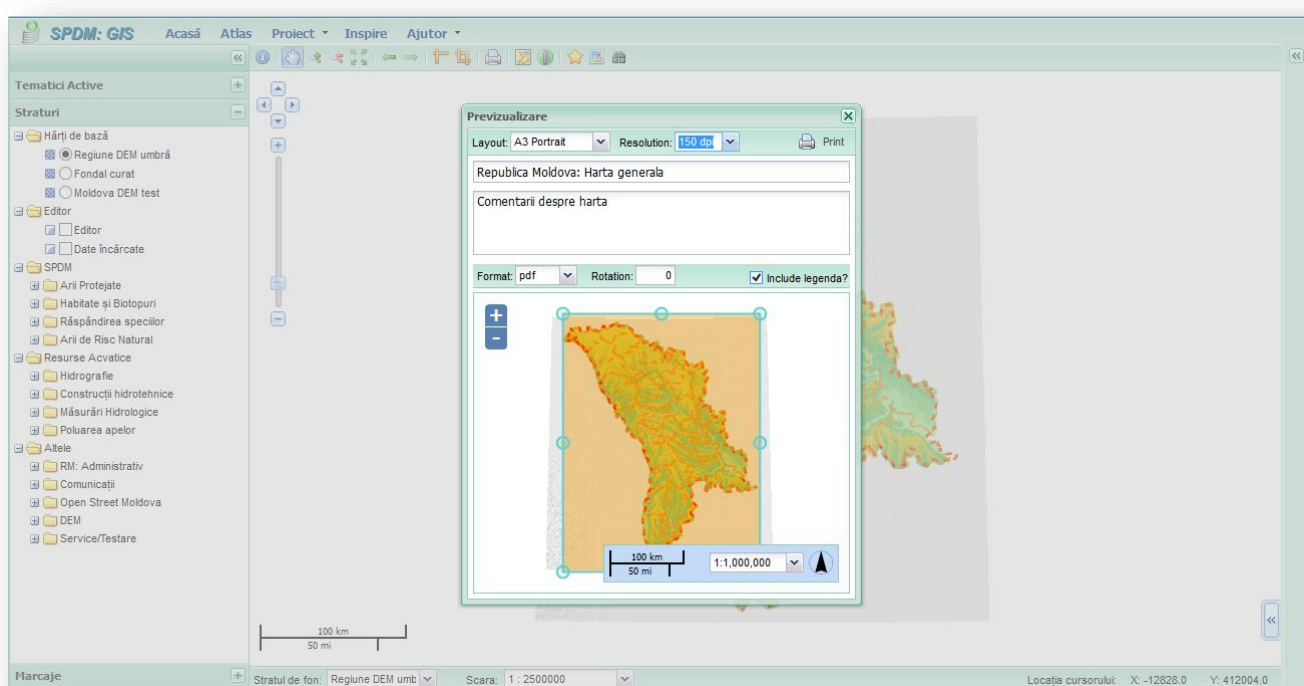 SPDM: GIS Acasă Atlas Proiect Inspire Ajutor
Tematici Active
Straturi
Hărți de bază
Regiune DEM umbră
Fondal curat
Moldova DEM test
Editor
Editor
Date încărcate
SPDM
Arii Protejate
Habitate și Biotopuri
Răspândirea speciilor
Arii de Risc Natural
Resurse Acvatice
Hidrografie
Construcții hidrotehnice
Măsurări Hidrologice
Poluarea apelor
Altele
RM: Administrativ
Comunicații
Open Street Moldova
DEM
Service/Testare
Marcaje
Previzualizare
Layout: A3 Portrait Resolution: 150 dpi Print
Republica Moldova: Harta generala
Comentarii despre harta
Format: pdf Rotation: 0 Include legenda?
100 km
50 mi
1:1,000,000
100 km
50 mi
Stratul de fon: Regiune DEM umb Scara: 1 : 2500000 Locația cursorului: X: -12828.0 Y: 412004.0